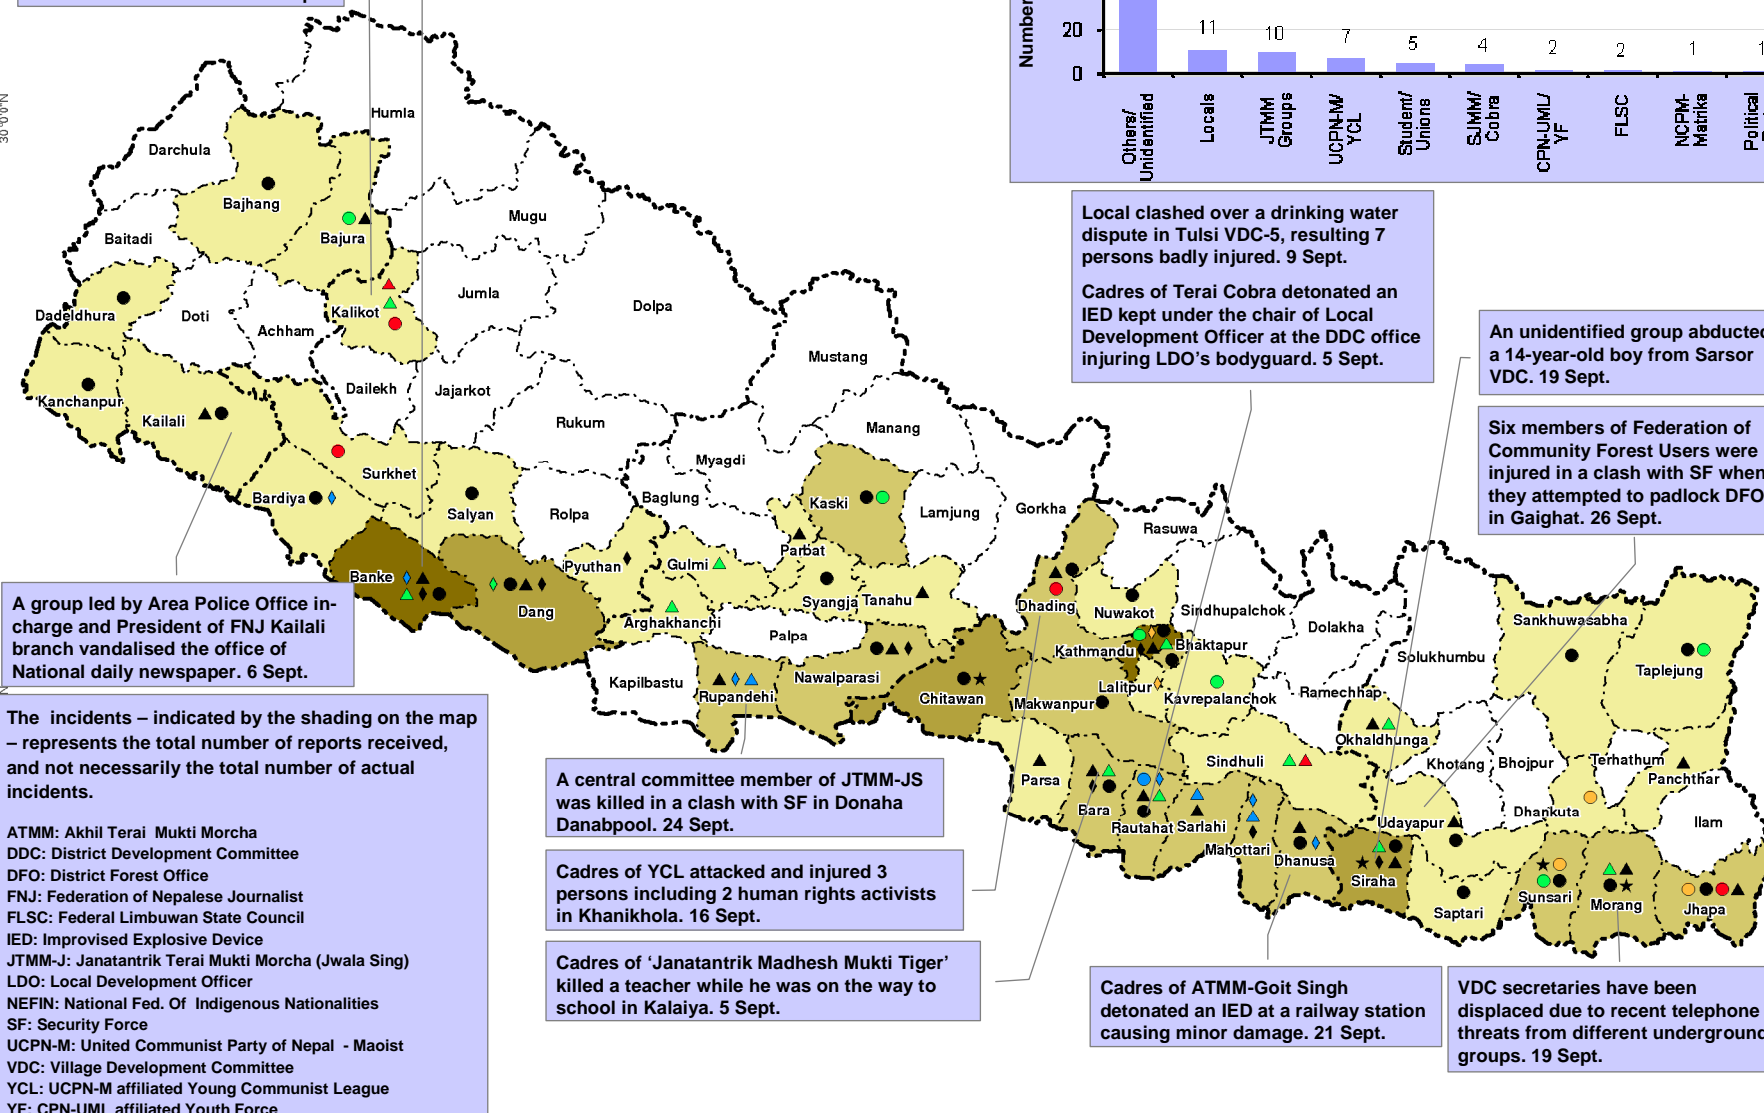 Number
20
0
11
10
7
5
4
2
2
1
1
Others/
Unidentified
Locals
JTMM
Groups
UCPN-M/
YCL
Student/
Unions
SJMM/
Cobra
CPN-UML/
YF
FLSC
NCPM-
Matrika
Political
30°0'0"N
Humla
Darchula
Bajhang
Mugu
Baitadi
Bajura
Jumla
Dolpa
Dadeldhura
Doti
Kalikot
Achham
Mustang
Dailekh
Jajarkot
Kanchanpur
Kailali
Rukum
Manang
Myagdi
Surkhet
Bardiya
Salyan
Rolpa
Baglung
Kaski
Lamjung
Gorkha
Rasuwa
Parbat
Banke
Dang
Pyuthan
Gulmi
Syangja
Tanahu
Dhading
Nuwakot
Sindhupalchok
Arghakhanchi
Palpa
Kathmandu
Bhaktapur
Dolakha
Sankhuwasabha
Solukhumbu
Taplejung
Kapilbastu
Rupandehi
Nawalparasi
Chitawan
Makwanpur
Lalitpur
Kavrepalanchok
Ramechhap
Okhaldhunga
Sindhuli
Khotang
Bhojpur
Terhathum
Panchthar
Parsa
Bara
Rautahat
Sarlahi
Mahottari
Dhanusa
Siraha
Udayapur
Dhankuta
Ilam
Saptari
Sunsari
Morang
Jhapa
Local clashed over a drinking water
dispute in Tulsi VDC-5, resulting 7
persons badly injured. 9 Sept.
Cadres of Terai Cobra detonated an
IED kept under the chair of Local
Development Officer at the DDC office
injuring LDO's bodyguard. 5 Sept.
An unidentified group abducted
a 14-year-old boy from Sarsor
VDC. 19 Sept.
Six members of Federation of
Community Forest Users were
injured in a clash with SF when
they attempted to padlock DFO
in Gaighat. 26 Sept.
A group led by Area Police Office in-
charge and President of FNJ Kailali
branch vandalised the office of
National daily newspaper. 6 Sept.
The incidents – indicated by the shading on the map
– represents the total number of reports received,
and not necessarily the total number of actual
incidents.
ATMM: Akhil Terai Mukti Morcha
DDC: District Development Committee
DFO: District Forest Office
FNJ: Federation of Nepalese Journalist
FLSC: Federal Limbuwan State Council
IED: Improvised Explosive Device
JTMM-J: Janatantrik Terai Mukti Morcha (Jwala Sing)
LDO: Local Development Officer
NEFIN: National Fed. Of Indigenous Nationalities
SF: Security Force
UCPN-M: United Communist Party of Nepal - Maoist
VDC: Village Development Committee
YCL: UCPN-M affiliated Young Communist League
YF: CPN-UML affiliated Youth Force
A central committee member of JTMM-JS
was killed in a clash with SF in Donaha
Danabpool. 24 Sept.
Cadres of YCL attacked and injured 3
persons including 2 human rights activists
in Khanikhola. 16 Sept.
Cadres of 'Janatantrik Madhesh Mukti Tiger'
killed a teacher while he was on the way to
school in Kalaiya. 5 Sept.
Cadres of ATMM-Goit Singh
detonated an IED at a railway station
causing minor damage. 21 Sept.
VDC secretaries have been
displaced due to recent telephone
threats from different underground
groups. 19 Sept.